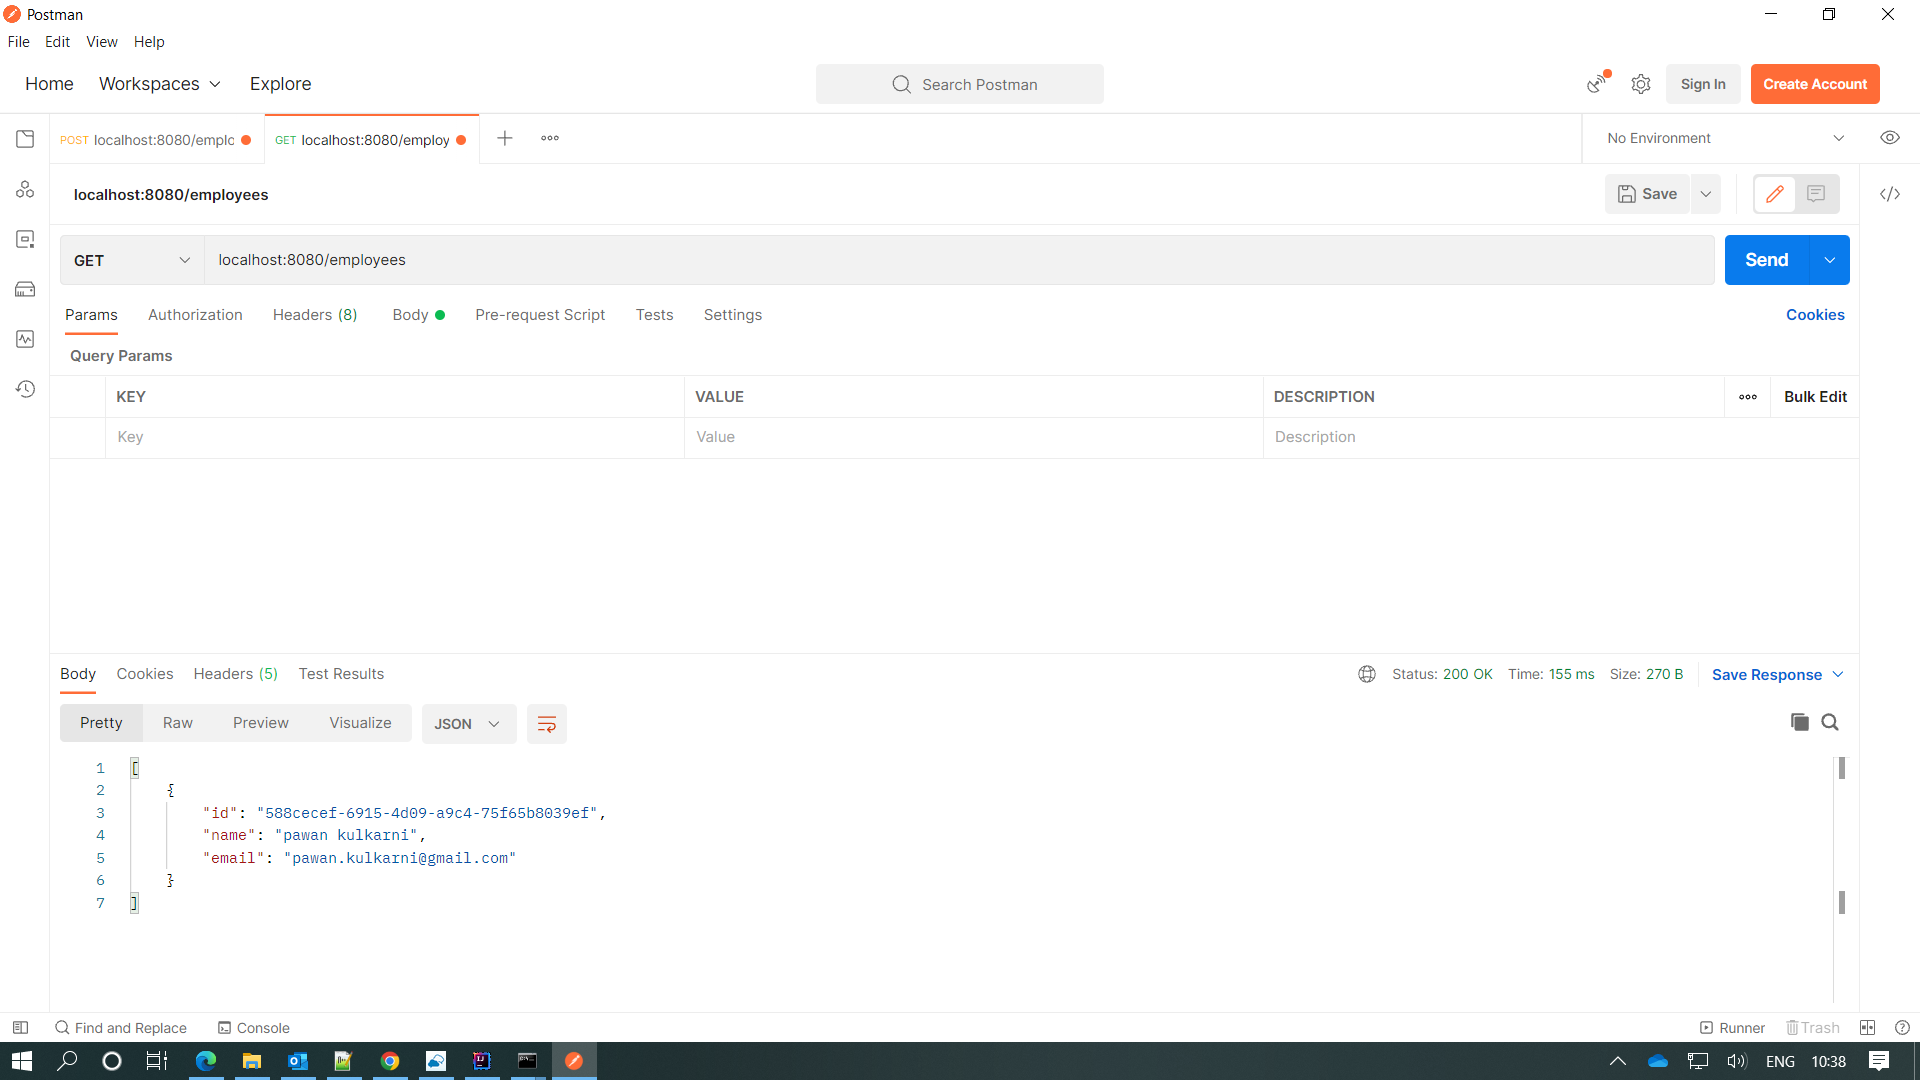 Postman
File Edit View Help
Home Workspaces Explore Search Postman Sign In Create Account
POST localhost:8080/emplo GET localhost:8080/employ No Environment
localhost:8080/employees Save
GET localhost:8080/employees Send
Params Authorization Headers (8) Body Pre-request Script Tests Settings Cookies
Query Params
KEY VALUE DESCRIPTION Bulk Edit
Key Value Description
Body Cookies Headers (5) Test Results Status: 200 OK Time: 155 ms Size: 270 B Save Response
Pretty Raw Preview Visualize JSON
1 [
2 {
3 "id": "588cecef-6915-4d09-a9c4-75f65b8039ef",
4 "name": "pawan kulkarni",
5 "email": "pawan.kulkarni@gmail.com"
6 }
7 ]
Find and Replace Console Runner Trash
ENG 10:38